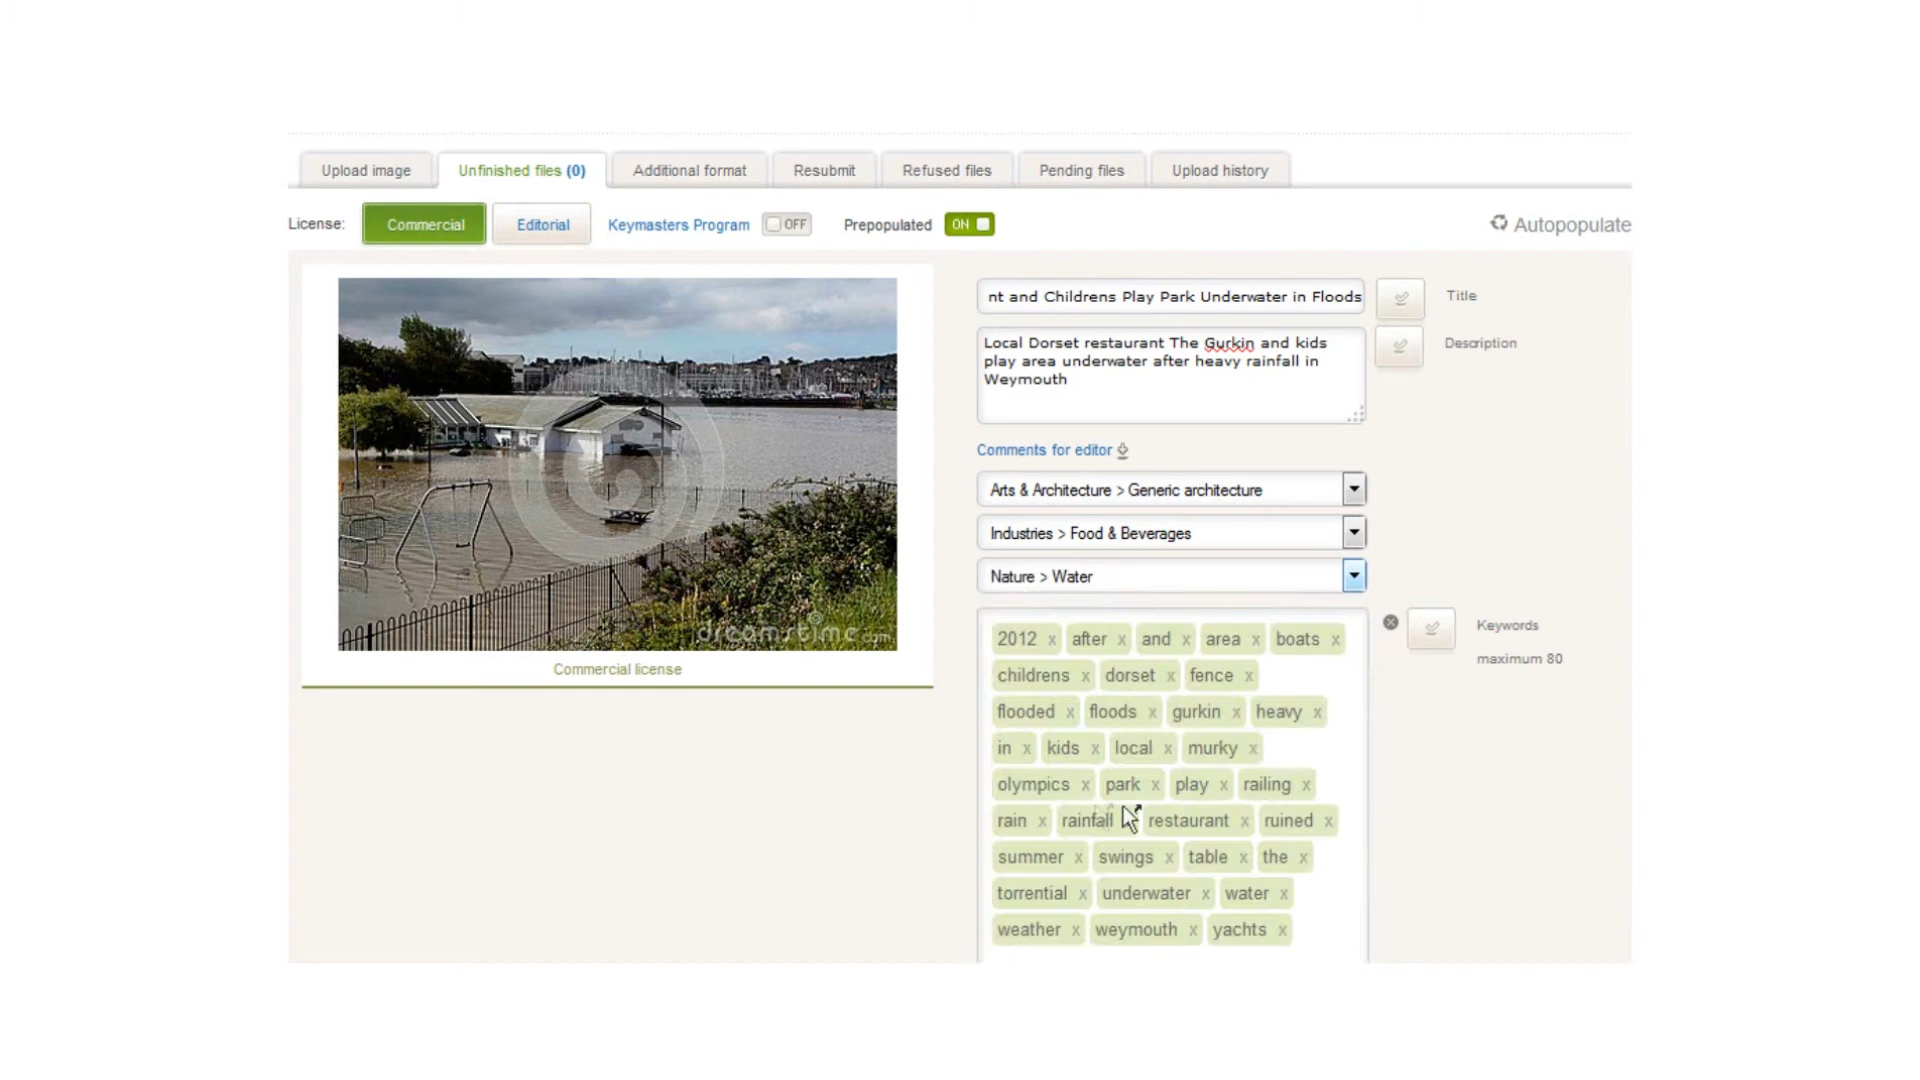 Upload image Unfinished files (0) Additional format Resubmit Refused files Pending files Upload history
License: Commercial Editorial Keymasters Program OFF Prepopulated ON Autopopulate
nt and Childrens Play Park Underwater in Floods Title
Local Dorset restaurant The Gurkin and kids Description
play area underwater after heavy rainfall in
Weymouth
Comments for editor
Arts & Architecture > Generic architecture
Industries > Food & Beverages
Nature > Water
2012 x after x and x area x boats x Keywords
maximum 80
childrens x dorset x fence x
flooded x floods x gurkin x heavy x
in x kids x local x murky x
olympics x park x play x railing x
rain x rainfall restaurant x ruined x
summer x swings x table x the x
torrential x underwater x water x
weather x weymouth x yachts x
dreamstime.com
Commercial license